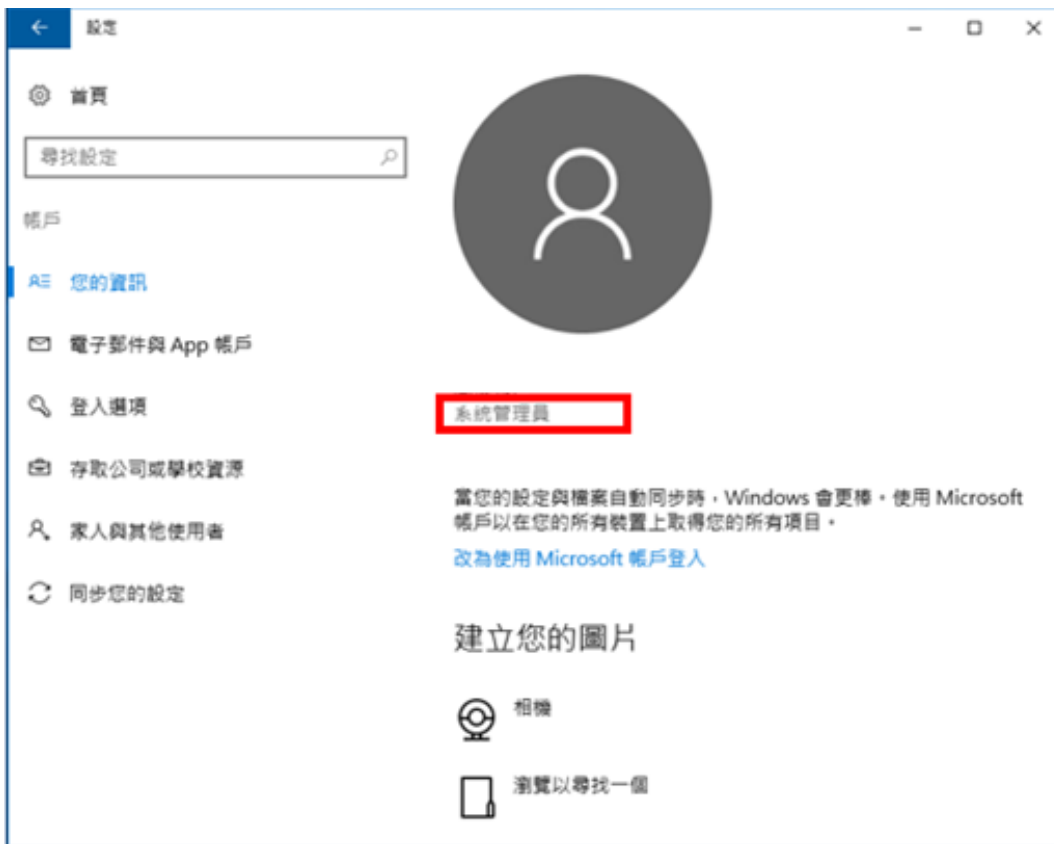 設定
首頁
尋找設定
帳戶
您的資訊
電子郵件與 App 帳戶
登入選項
存取公司或學校資源
家人與其他使用者
同步您的設定
系統管理員
當您的設定與檔案自動同步時，Windows 會更棒。使用 Microsoft
帳戶以在您的所有裝置上取得您的所有項目。
改為使用 Microsoft 帳戶登入
建立您的圖片
相機
瀏覽以尋找一個